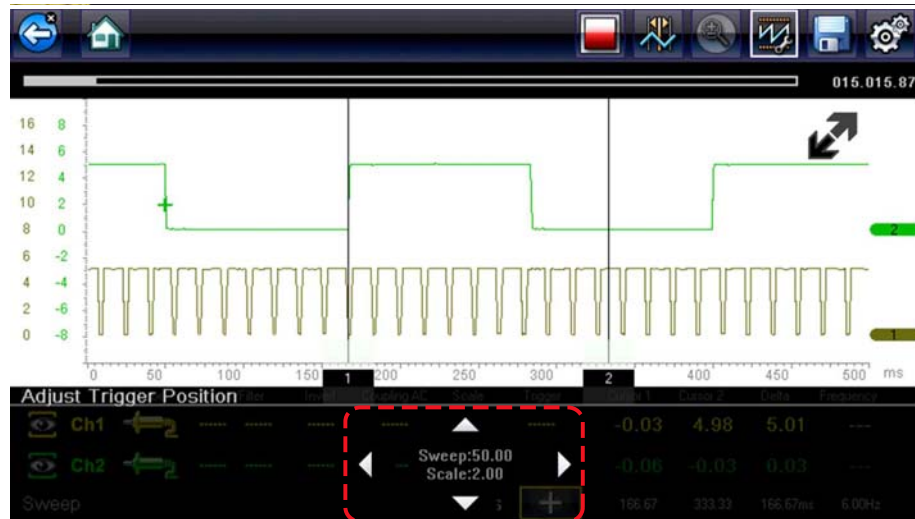 015.015.87
16 8
14 6
12 4
10 2
8 0
6 -2
4 -4
2 -6
0 -8
2
1
0 50 100 150 200 250 300 400 450 500 ms
1 2
Adjust Trigger Position
Filter Invert Coupling AC Scale Trigger Cursor 1 Cursor 2 Delta Frequency
Ch1 ----- ----- ----- ----- -0.03 4.98 5.01 ---
Sweep:50.00
Scale:2.00
Ch2 ----- ----- -0.06 -0.03 0.03 ---
Sweep s 166.67 333.33 166.67ms 6.00Hz